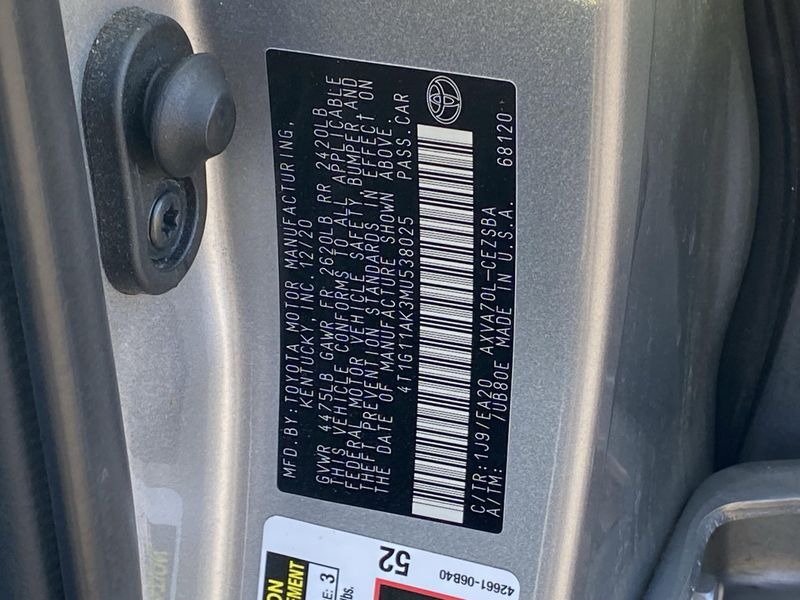 MFD. BY: TOYOTA MOTOR MANUFACTURING,
KENTUCKY, INC. 12/20
GVWR 4475LB GAWR FR 2620LB RR 2420LB
THIS VEHICLE CONFORMS TO ALL APPLICABLE
FEDERAL MOTOR VEHICLE SAFETY, BUMPER AND
THEFT PREVENTION STANDARDS IN EFFECT ON
THE DATE OF MANUFACTURE SHOWN ABOVE.
4T1G11AK3MU538025 PASS. CAR
C/TR: 1J9/EA20 AXVA70L-CEZSBA 68120
A/TM: /UB80E MADE IN U.S.A.
52
42661-06B40